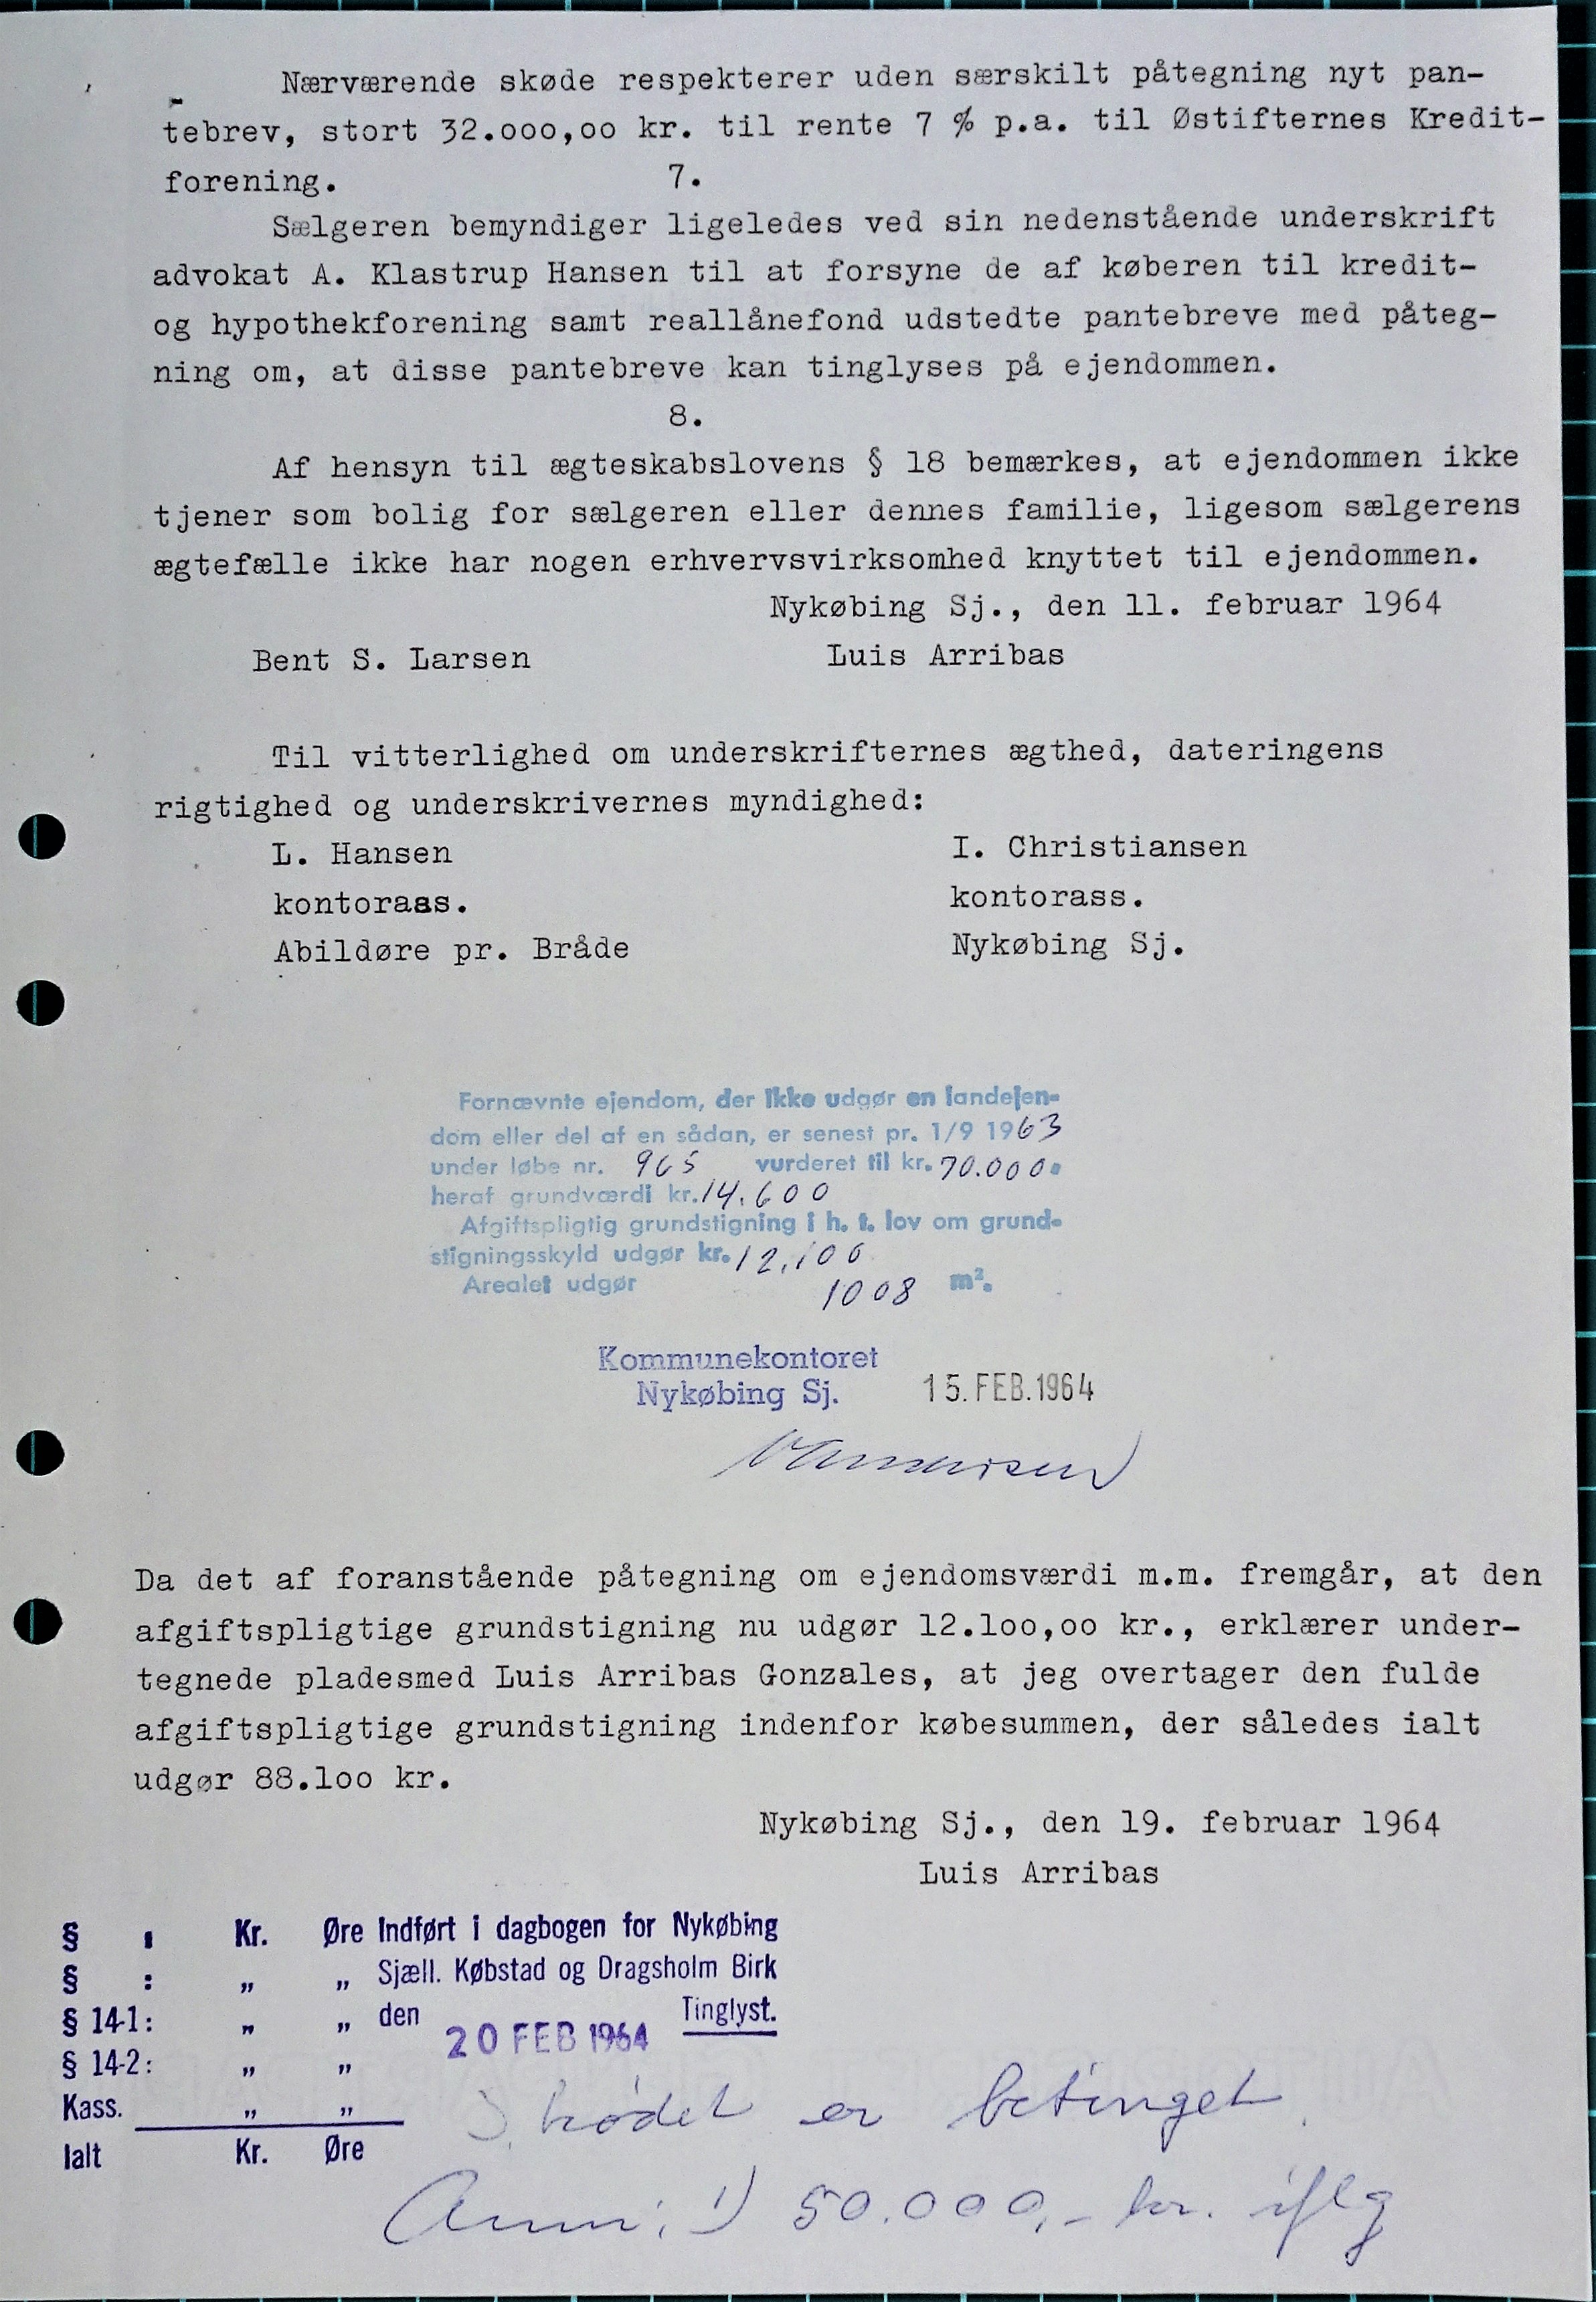 Nærværende skøde respekterer uden særskilt påtegning nyt pan-
tebrev, stort 32.ooo,oo kr. til rente 7 % p.a. til Østifternes Kredit-
forening.
7.
Sælgeren bemyndiger ligeledes ved sin nedenstående underskrift
advokat A. Klastrup Hansen til at forsyne de af køberen til kredit-
og hypothekforening samt reallånefond udstedte pantebreve med påteg-
ning om, at disse pantebreve kan tinglyses på ejendommen.
8.
Af hensyn til ægteskabslovens § 18 bemærkes, at ejendommen ikke
tjener som bolig for sælgeren eller dennes familie, ligesom sælgerens
ægtefælle ikke har nogen erhvervsvirksomhed knyttet til ejendommen.
Nykøbing Sj., den 11. februar 1964
Bent S. Larsen Luis Arribas
Til vitterlighed om underskrifternes ægthed, dateringens
rigtighed og underskrivernes myndighed:
L. Hansen I. Christiansen
kontoraas. kontorass.
Abildøre pr. Bråde Nykøbing Sj.
Fornævnte ejendom, der ikke udgør en landejen-
dom eller del af en sådan, er senest pr. 1/9 1963
under løbe nr. 965 vurderet til kr. 70.000.
heraf grundværdi kr. 14.600
Afgiftspligtig grundstigning i h. t. lov om grund-
stigningsskyld udgør kr. 12.100
Arealet udgør 1008 m².
Kommunekontoret
Nykøbing Sj. 15. FEB. 1964
Da det af foranstående påtegning om ejendomsværdi m.m. fremgår, at den
afgiftspligtige grundstigning nu udgør 12.loo,oo kr., erklærer under-
tegnede pladesmed Luis Arribas Gonzales, at jeg overtager den fulde
afgiftspligtige grundstigning indenfor købesummen, der således ialt
udgør 88.loo kr.
Nykøbing Sj., den 19. februar 1964
Luis Arribas
§ : Kr. Øre Indført i dagbogen for Nykøbing
§ : „ „ Sjæll. Købstad og Dragsholm Birk
§ 14-1: „ „ den 20 FEB 1964 Tinglyst.
§ 14-2: „ „
Kass. „ „
Skødet er betinget.
Ialt Kr. Øre
Anm: 1) 50.000,- kr. iflg